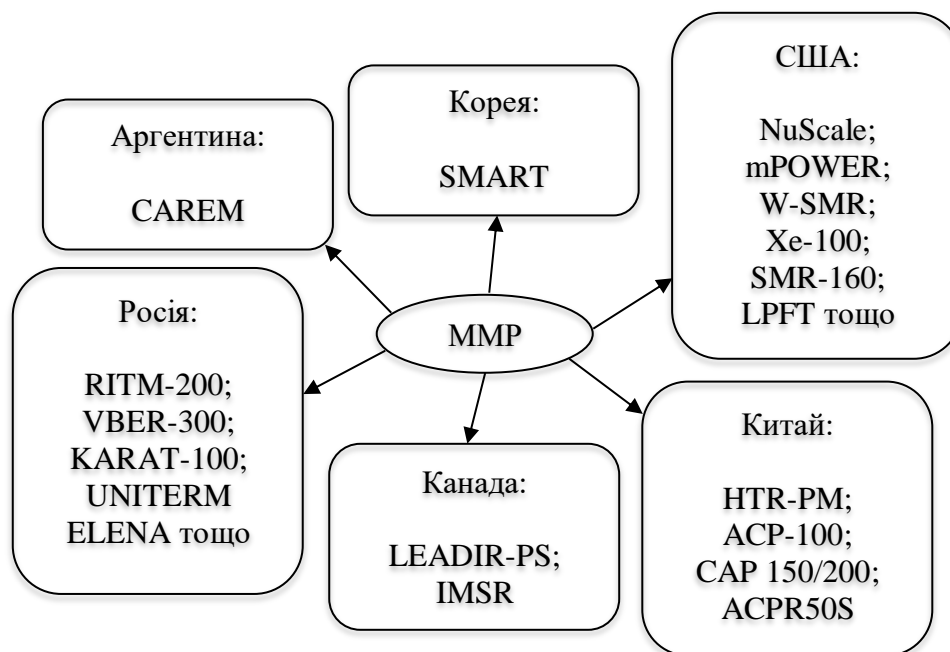 Аргентина:
CAREM
Корея:
SMART
США:
NuScale;
mPOWER;
W-SMR;
Xe-100;
SMR-160;
LPFT тощо
Росія:
RITM-200;
VBER-300;
KARAT-100;
UNITERM
ELENA тощо
ММР
Канада:
LEADIR-PS;
IMSR
Китай:
HTR-PM;
ACP-100;
CAP 150/200;
ACPR50S